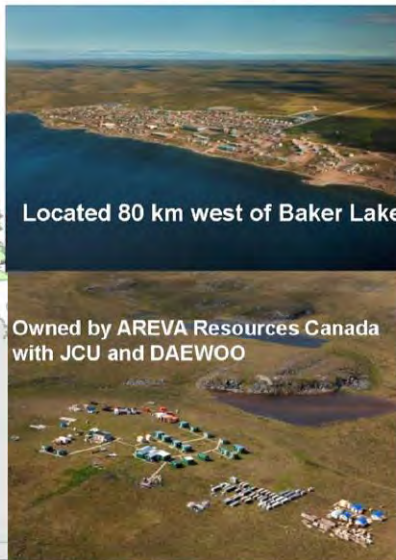 Located 80 km west of Baker Lake
Owned by AREVA Resources Canada
with JCU and DAEWOO